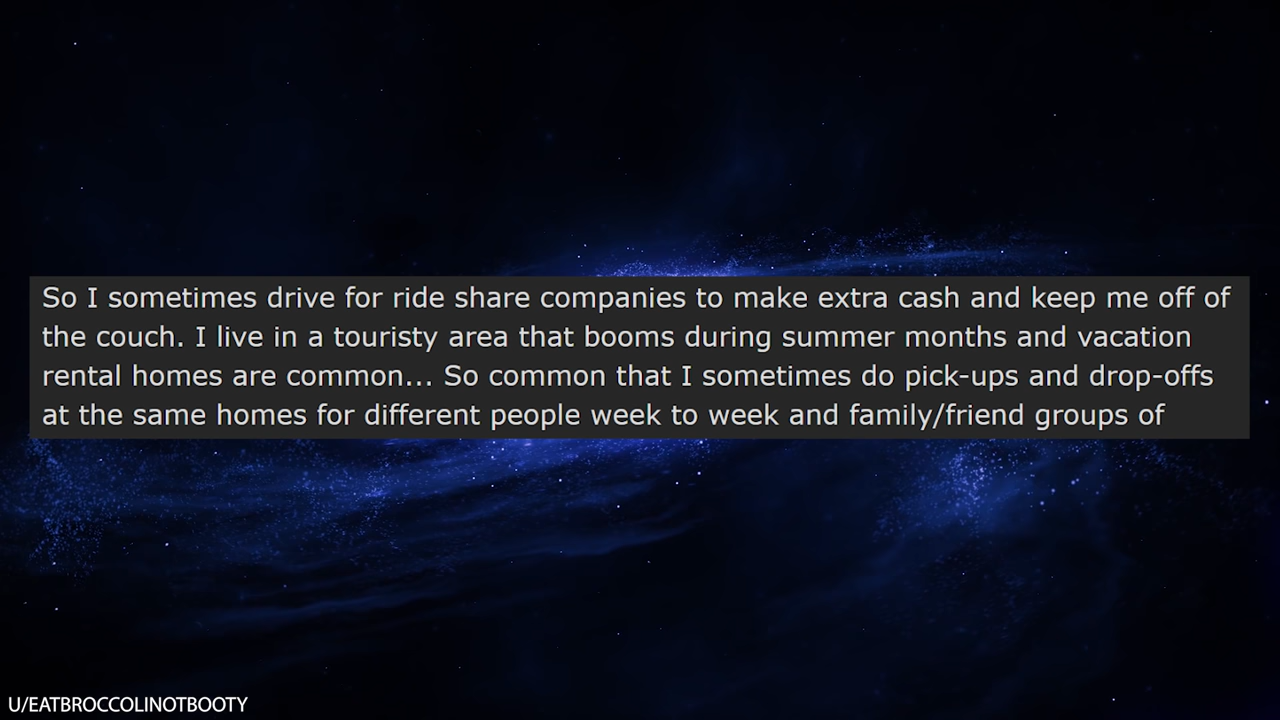 So I sometimes drive for ride share companies to make extra cash and keep me off of
the couch. I live in a touristy area that booms during summer months and vacation
rental homes are common... So common that I sometimes do pick-ups and drop-offs
at the same homes for different people week to week and family/friend groups of
U/EATBROCCOLINOTBOOTY